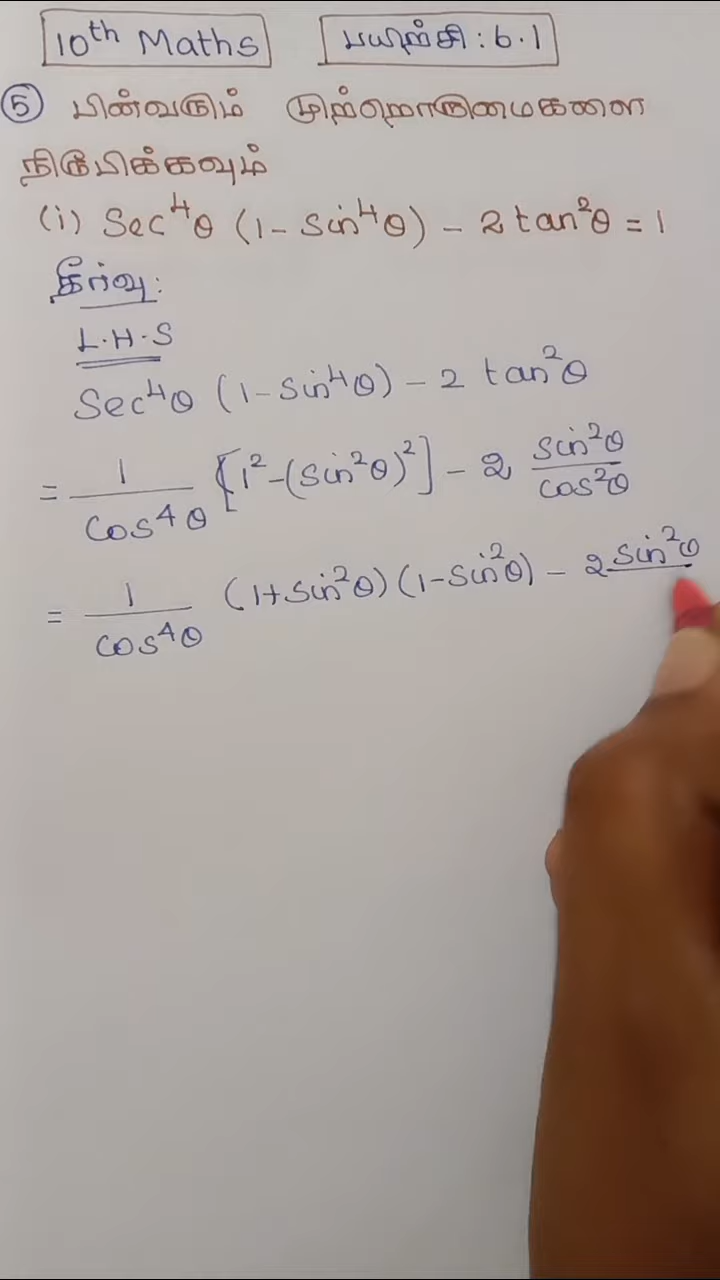 10th Maths பயிற்சி : 6.1
⑤ பின்வரும் முற்றொருமைகளை
நிரூபிக்கவும்
(i) Sec⁴θ (1 - Sin⁴θ) - 2 tan²θ = 1
தீர்வு:
L.H.S
Sec⁴θ (1 - Sin⁴θ) - 2 tan²θ
= 1/Cos⁴θ [1² - (Sin²θ)²] - 2 Sin²θ/Cos²θ
= 1/Cos⁴θ (1 + Sin²θ) (1 - Sin²θ) - 2 Sin²θ